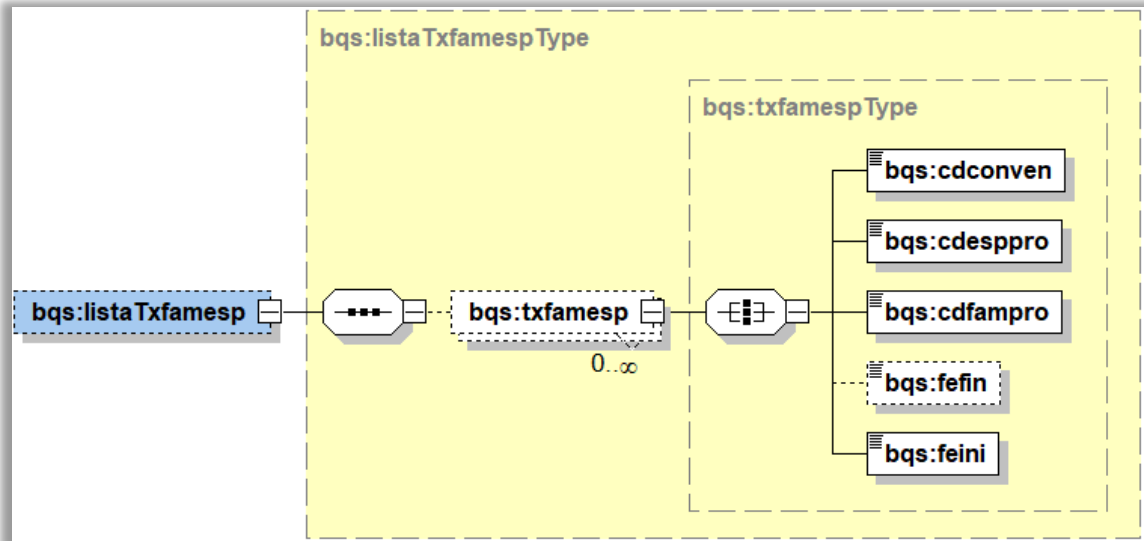 bqs:listaTxfamespType
bqs:txfamespType
bqs:cdconven
bqs:cdesppro
bqs:listaTxfamesp
bqs:txfamesp
bqs:cdfampro
0..∞
bqs:fefin
bqs:feini